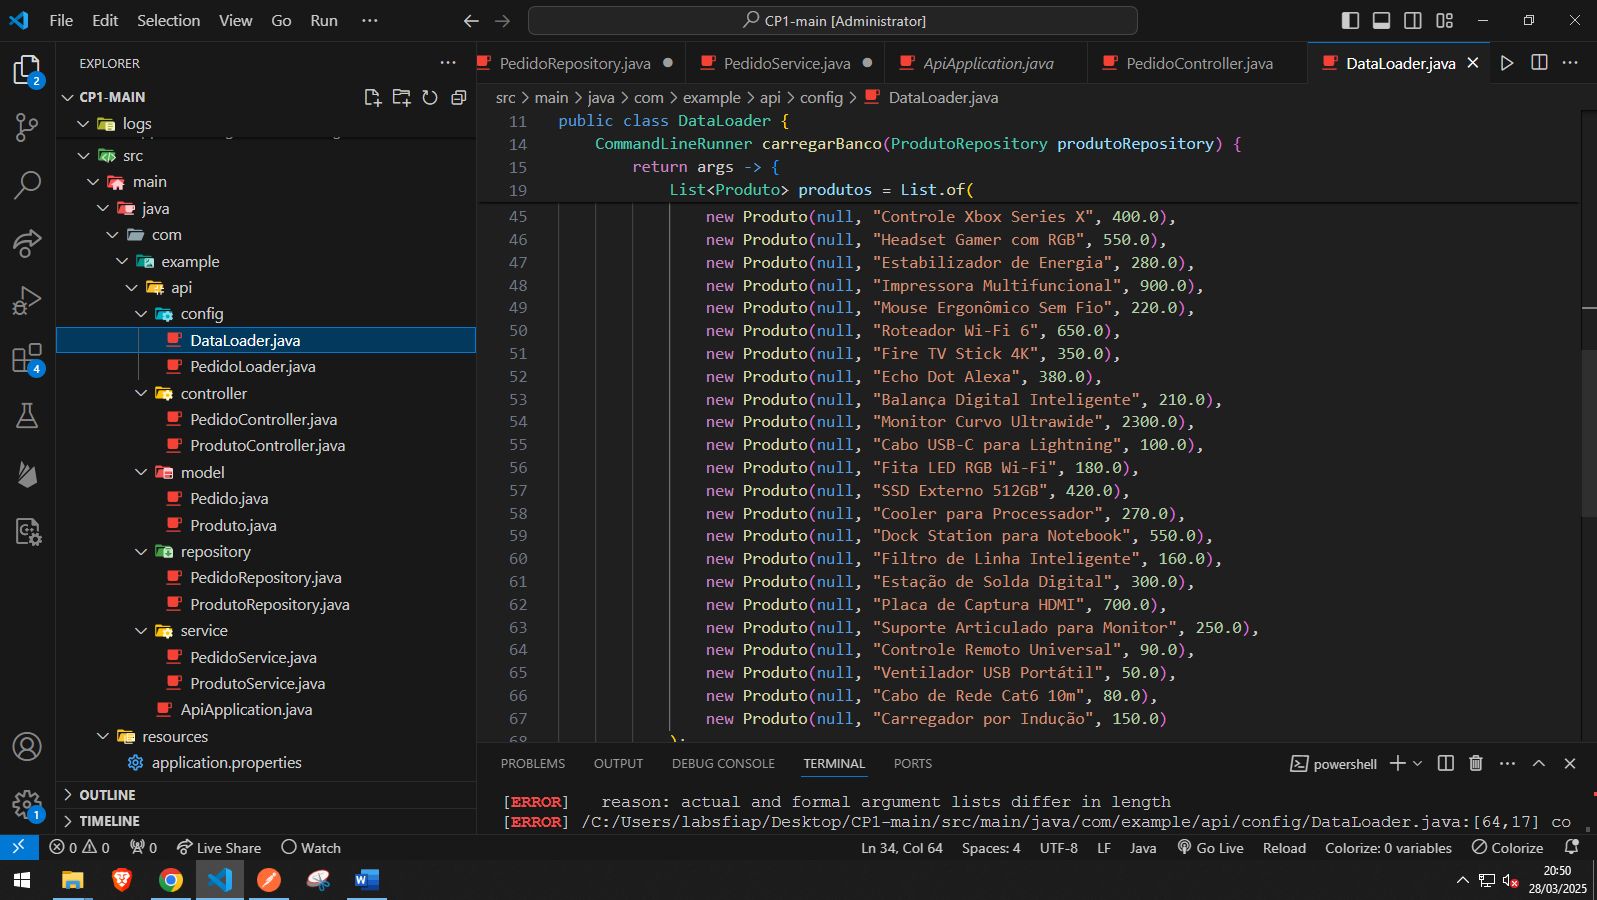 File Edit Selection View Go Run ···
CP1-main [Administrator]
EXPLORER
CP1-MAIN
logs
src
main
java
com
example
api
config
DataLoader.java
PedidoLoader.java
controller
PedidoController.java
ProdutoController.java
model
Pedido.java
Produto.java
repository
PedidoRepository.java
ProdutoRepository.java
service
PedidoService.java
ProdutoService.java
ApiApplication.java
resources
application.properties
OUTLINE
TIMELINE
2
4
1
PedidoRepository.java PedidoService.java ApiApplication.java PedidoController.java DataLoader.java
src > main > java > com > example > api > config > DataLoader.java
11 public class DataLoader {
14 CommandLineRunner carregarBanco(ProdutoRepository produtoRepository) {
15 return args -> {
19 List<Produto> produtos = List.of(
45 new Produto(null, "Controle Xbox Series X", 400.0),
46 new Produto(null, "Headset Gamer com RGB", 550.0),
47 new Produto(null, "Estabilizador de Energia", 280.0),
48 new Produto(null, "Impressora Multifuncional", 900.0),
49 new Produto(null, "Mouse Ergonômico Sem Fio", 220.0),
50 new Produto(null, "Roteador Wi-Fi 6", 650.0),
51 new Produto(null, "Fire TV Stick 4K", 350.0),
52 new Produto(null, "Echo Dot Alexa", 380.0),
53 new Produto(null, "Balança Digital Inteligente", 210.0),
54 new Produto(null, "Monitor Curvo Ultrawide", 2300.0),
55 new Produto(null, "Cabo USB-C para Lightning", 100.0),
56 new Produto(null, "Fita LED RGB Wi-Fi", 180.0),
57 new Produto(null, "SSD Externo 512GB", 420.0),
58 new Produto(null, "Cooler para Processador", 270.0),
59 new Produto(null, "Dock Station para Notebook", 550.0),
60 new Produto(null, "Filtro de Linha Inteligente", 160.0),
61 new Produto(null, "Estação de Solda Digital", 300.0),
62 new Produto(null, "Placa de Captura HDMI", 700.0),
63 new Produto(null, "Suporte Articulado para Monitor", 250.0),
64 new Produto(null, "Controle Remoto Universal", 90.0),
65 new Produto(null, "Ventilador USB Portátil", 50.0),
66 new Produto(null, "Cabo de Rede Cat6 10m", 80.0),
67 new Produto(null, "Carregador por Indução", 150.0)
68 );
PROBLEMS OUTPUT DEBUG CONSOLE TERMINAL PORTS powershell
[ERROR] reason: actual and formal argument lists differ in length
[ERROR] /C:/Users/labsfiap/Desktop/CP1-main/src/main/java/com/example/api/config/DataLoader.java:[64,17] co
0 0 0 Live Share Watch Ln 34, Col 64 Spaces: 4 UTF-8 LF Java Go Live Reload Colorize: 0 variables Colorize
20:50
28/03/2025